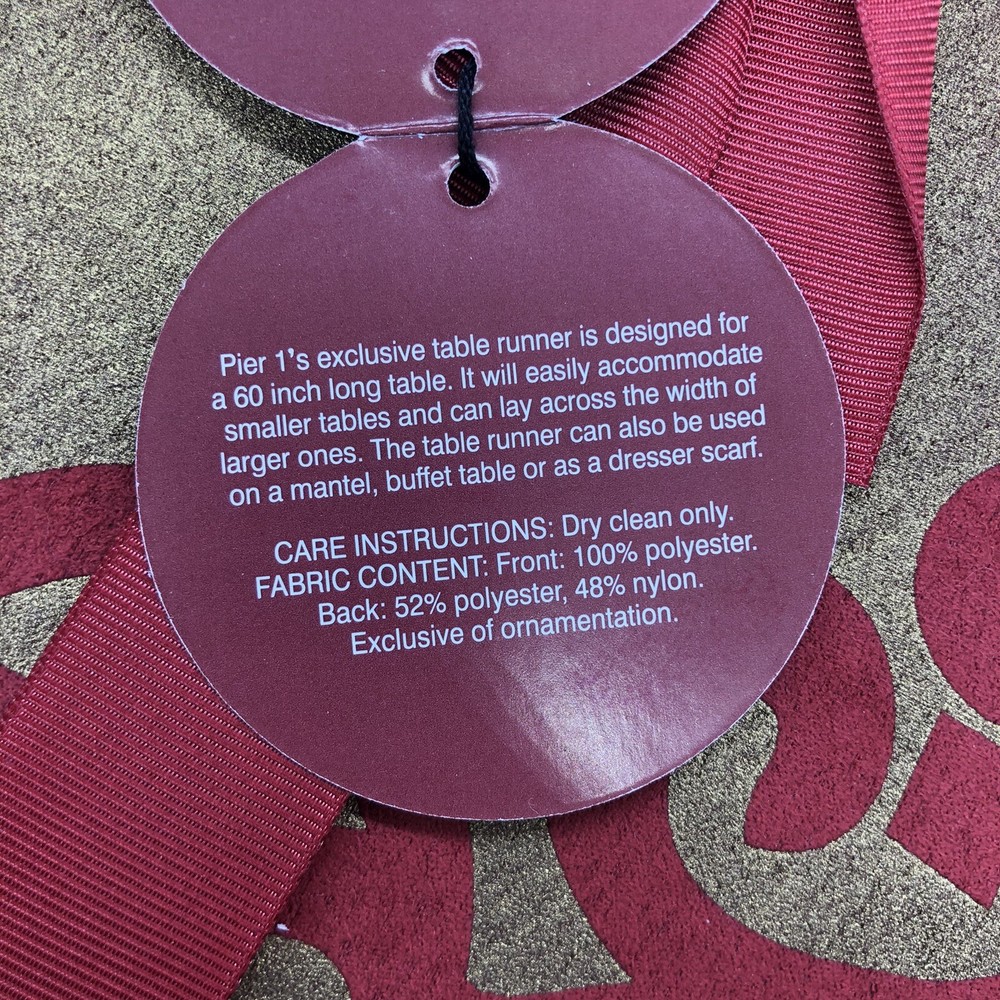 Pier 1's exclusive table runner is designed for
a 60 inch long table. It will easily accommodate
smaller tables and can lay across the width of
larger ones. The table runner can also be used
on a mantel, buffet table or as a dresser scarf.
CARE INSTRUCTIONS: Dry clean only.
FABRIC CONTENT: Front: 100% polyester.
Back: 52% polyester, 48% nylon.
Exclusive of ornamentation.